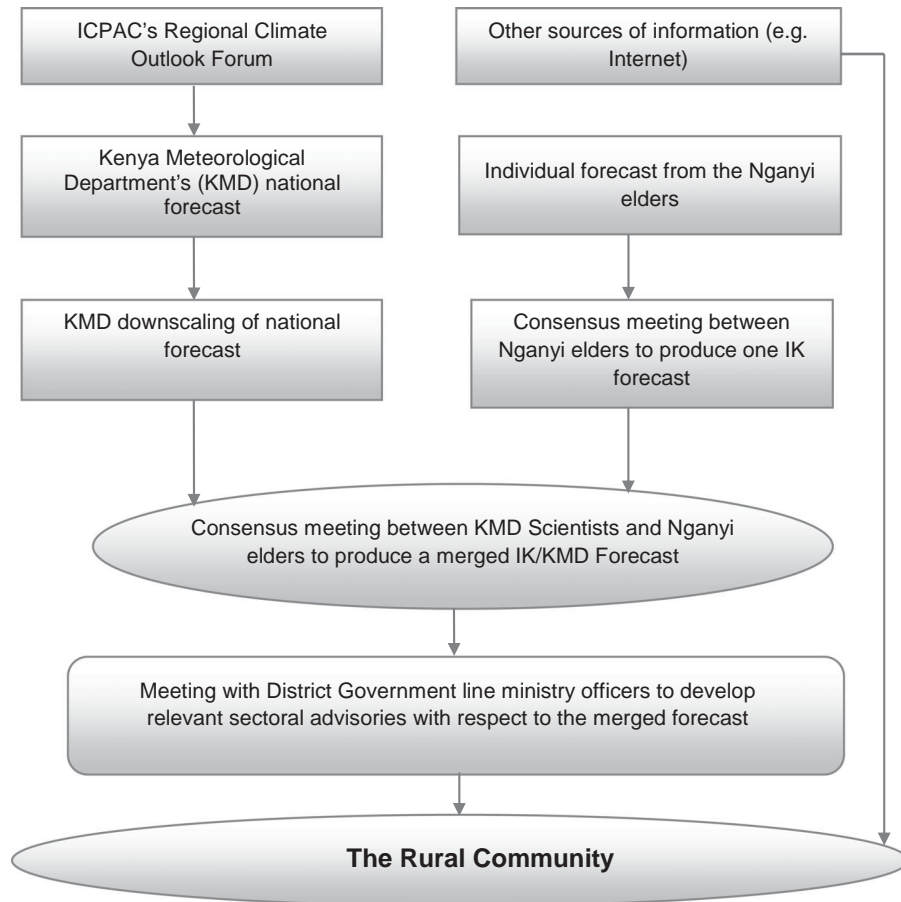 ICPAC’s Regional Climate
Outlook Forum
Other sources of information (e.g.
Internet)
Kenya Meteorological
Department’s (KMD) national
forecast
Individual forecast from the Nganyi
elders
KMD downscaling of national
forecast
Consensus meeting between
Nganyi elders to produce one IK
forecast
Consensus meeting between KMD Scientists and Nganyi
elders to produce a merged IK/KMD Forecast
Meeting with District Government line ministry officers to develop
relevant sectoral advisories with respect to the merged forecast
The Rural Community